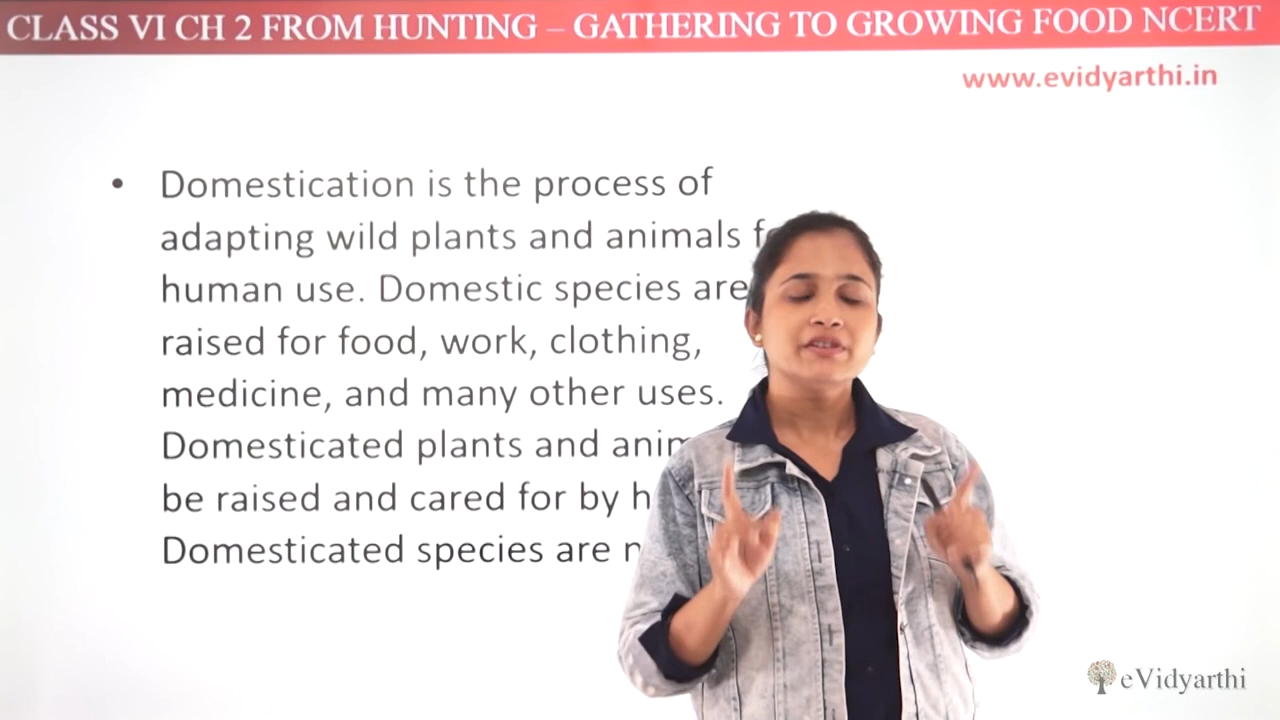 CLASS VI CH 2 FROM HUNTING – GATHERING TO GROWING FOOD NCERT
www.evidyarthi.in
• Domestication is the process of
adapting wild plants and animals
human use. Domestic species are
raised for food, work, clothing,
medicine, and many other uses.
Domesticated plants and
be raised and cared for by
Domesticated species are
eVidyarthi